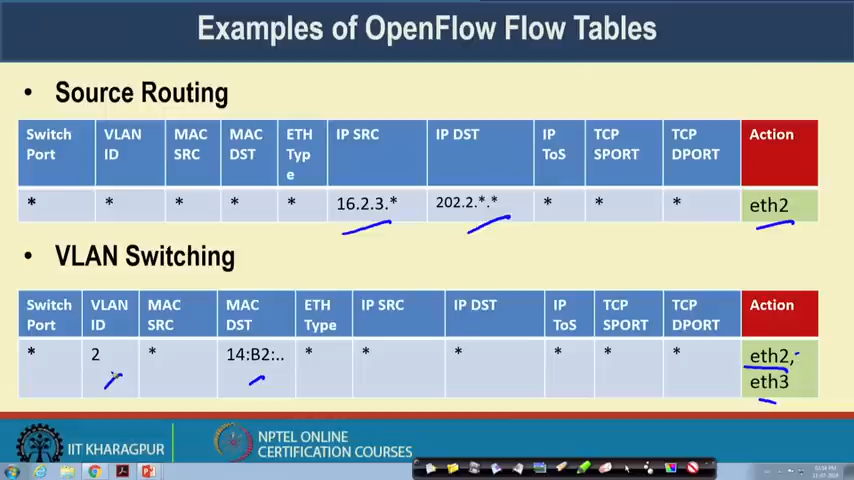 Examples of OpenFlow Flow Tables
• Source Routing
Switch Port VLAN ID MAC SRC MAC DST ETH Typ e IP SRC IP DST IP ToS TCP SPORT TCP DPORT Action
* * * * * 16.2.3.* 202.2.*.* * * * eth2
• VLAN Switching
Switch Port VLAN ID MAC SRC MAC DST ETH Type IP SRC IP DST IP ToS TCP SPORT TCP DPORT Action
* 2 * 14:B2:.. * * * * * * eth2, eth3
IIT KHARAGPUR
NPTEL ONLINE
CERTIFICATION COURSES